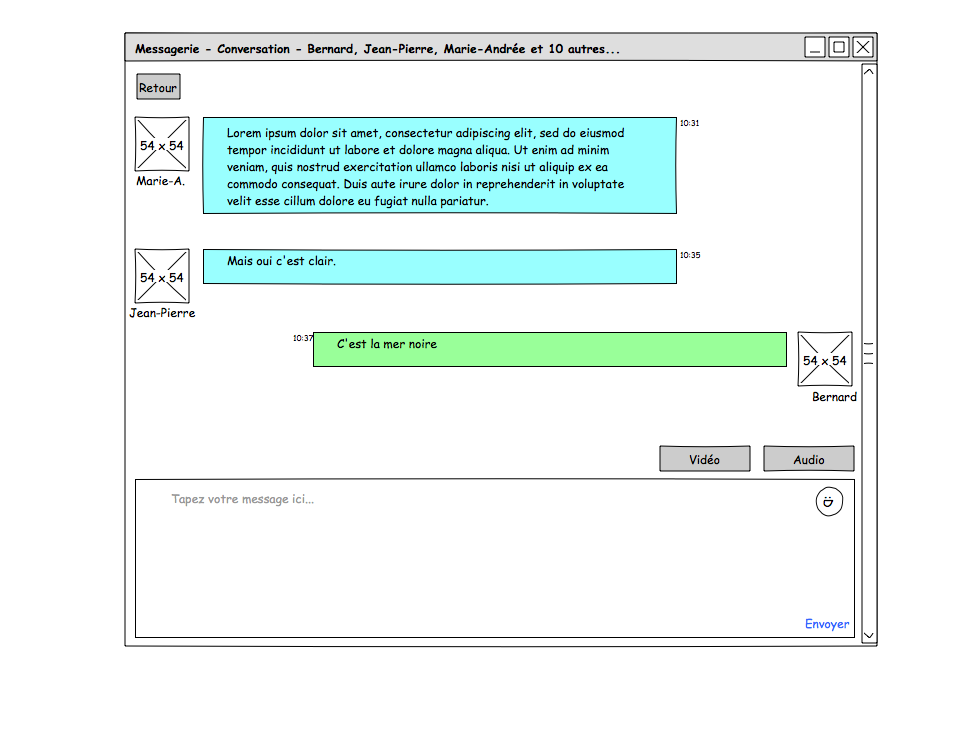 Messagerie - Conversation - Bernard, Jean-Pierre, Marie-Andrée et 10 autres...
Retour
54 x 54
Marie-A.
Lorem ipsum dolor sit amet, consectetur adipiscing elit, sed do eiusmod
tempor incididunt ut labore et dolore magna aliqua. Ut enim ad minim
veniam, quis nostrud exercitation ullamco laboris nisi ut aliquip ex ea
commodo consequat. Duis aute irure dolor in reprehenderit in voluptate
velit esse cillum dolore eu fugiat nulla pariatur.
10:31
54 x 54
Jean-Pierre
Mais oui c'est clair.
10:35
10:37
C'est la mer noire
54 x 54
Bernard
Vidéo
Audio
Tapez votre message ici...
Envoyer